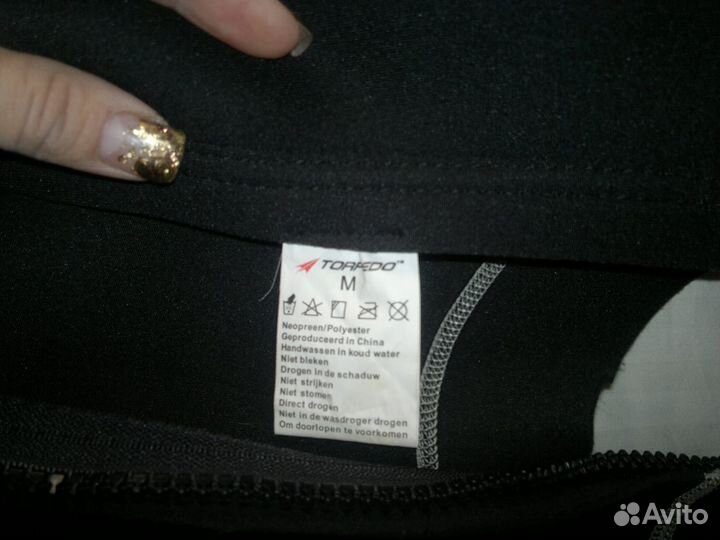 TORPEDO™
M
Neopreen/Polyester
Geproduceerd in China
Handwassen in koud water
Niet bleken
Drogen in de schaduw
Niet strijken
Niet stomen
Direct drogen
Niet in de wasdroger drogen
Om doorlopen te voorkomen
Avito